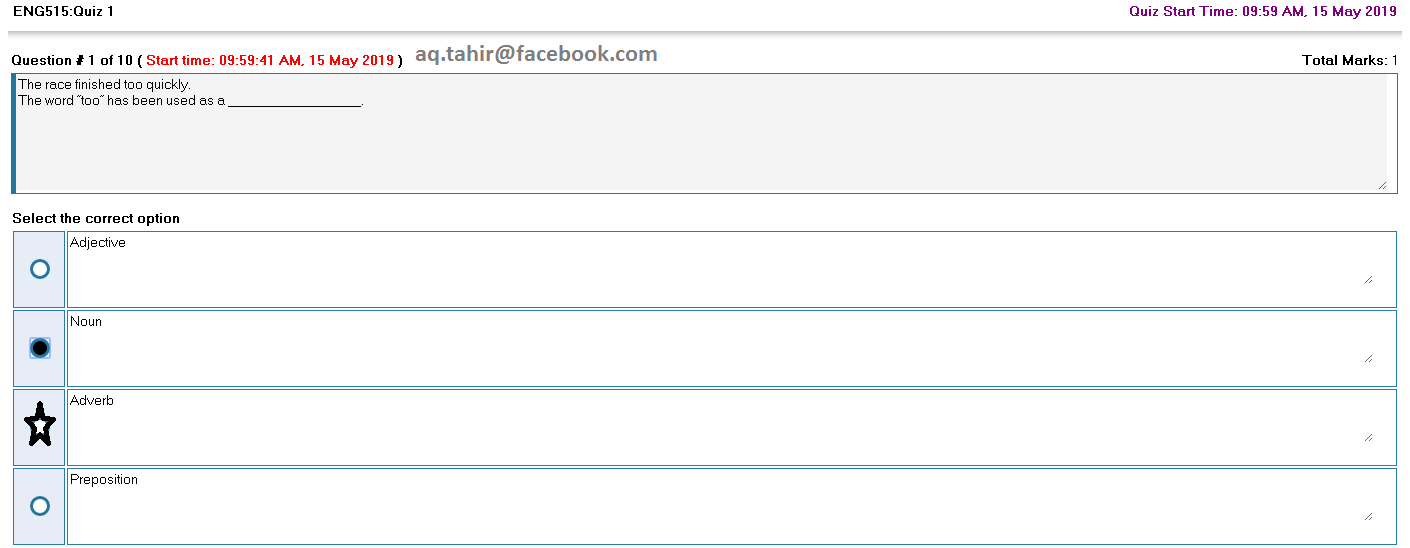 ENG515:Quiz 1
Quiz Start Time: 09:59 AM, 15 May 2019
Question # 1 of 10 ( Start time: 09:59:41 AM, 15 May 2019 ) aq.tahir@facebook.com Total Marks: 1
The race finished too quickly.
The word “too” has been used as a ___________________.
Select the correct option
Adjective
Noun
Adverb
Preposition